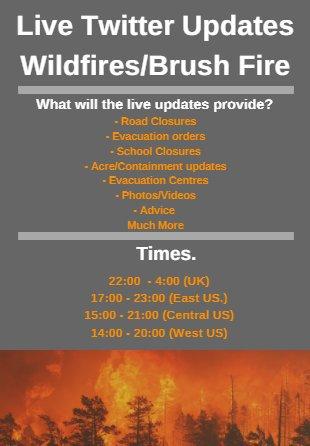 Live Twitter Updates
Wildfires/Brush Fire
What will the live updates provide?
- Road Closures
- Evacuation orders
- School Closures
- Acre/Containment updates
- Evacuation Centres
- Photos/Videos
- Advice
Much More
Times.
22:00 - 4:00 (UK)
17:00 - 23:00 (East US.)
15:00 - 21:00 (Central US)
14:00 - 20:00 (West US)